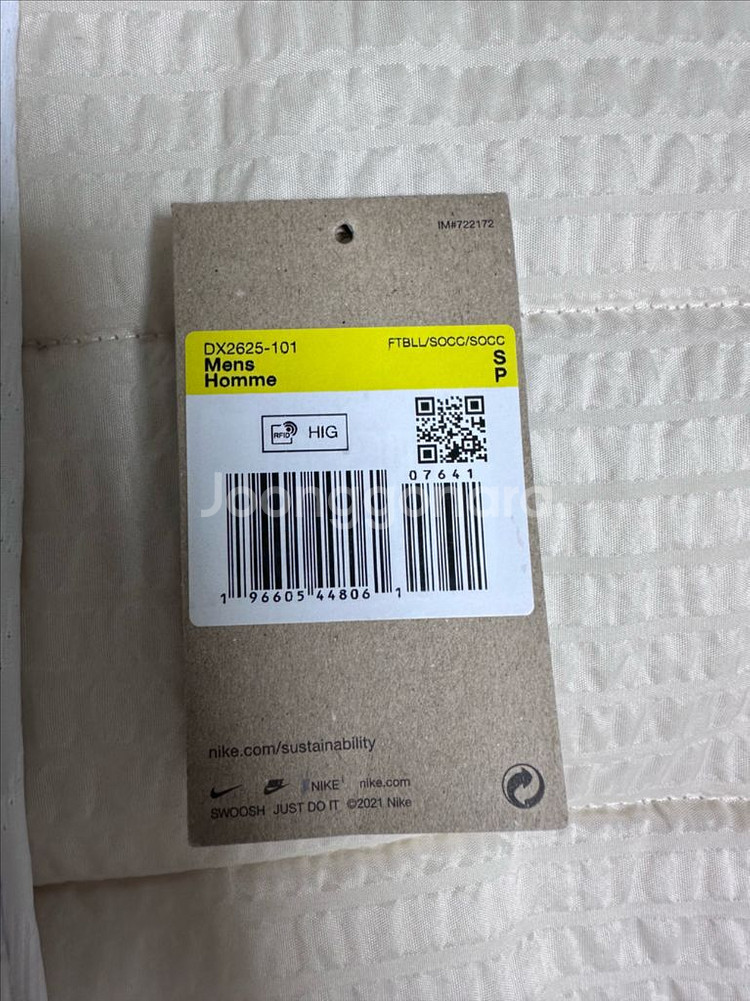 IM#722172
DX2625-101 FTBLL/SOCC/SOCC
Mens S
Homme P
RFID HIG
07641
1 96605 44806 1
Joonggonara
nike.com/sustainability
NIKE nike.com
SWOOSH JUST DO IT ©2021 Nike